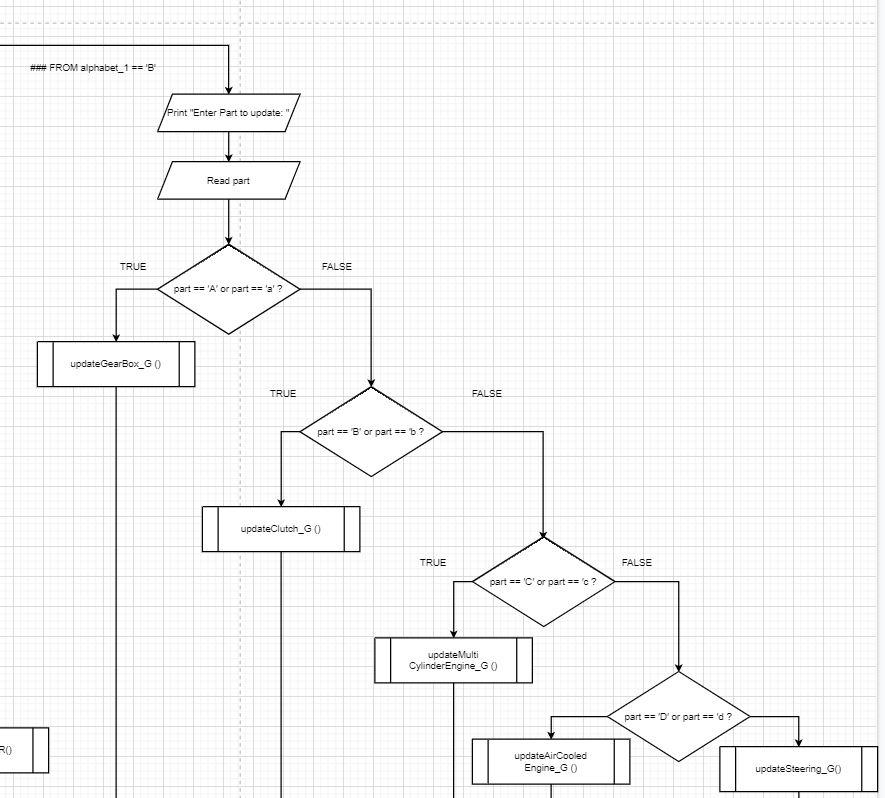 ### FROM alphabet_1 == 'B'
Print "Enter Part to update: "
Read part
TRUE
FALSE
part == 'A' or part == 'a' ?
updateGearBox_G ()
TRUE
FALSE
part == 'B' or part == 'b ?
updateClutch_G ()
TRUE
FALSE
part == 'C' or part == 'c ?
updateMulti
CylinderEngine_G ()
part == 'D' or part == 'd ?
R()
updateAirCooled
Engine_G ()
updateSteering_G()